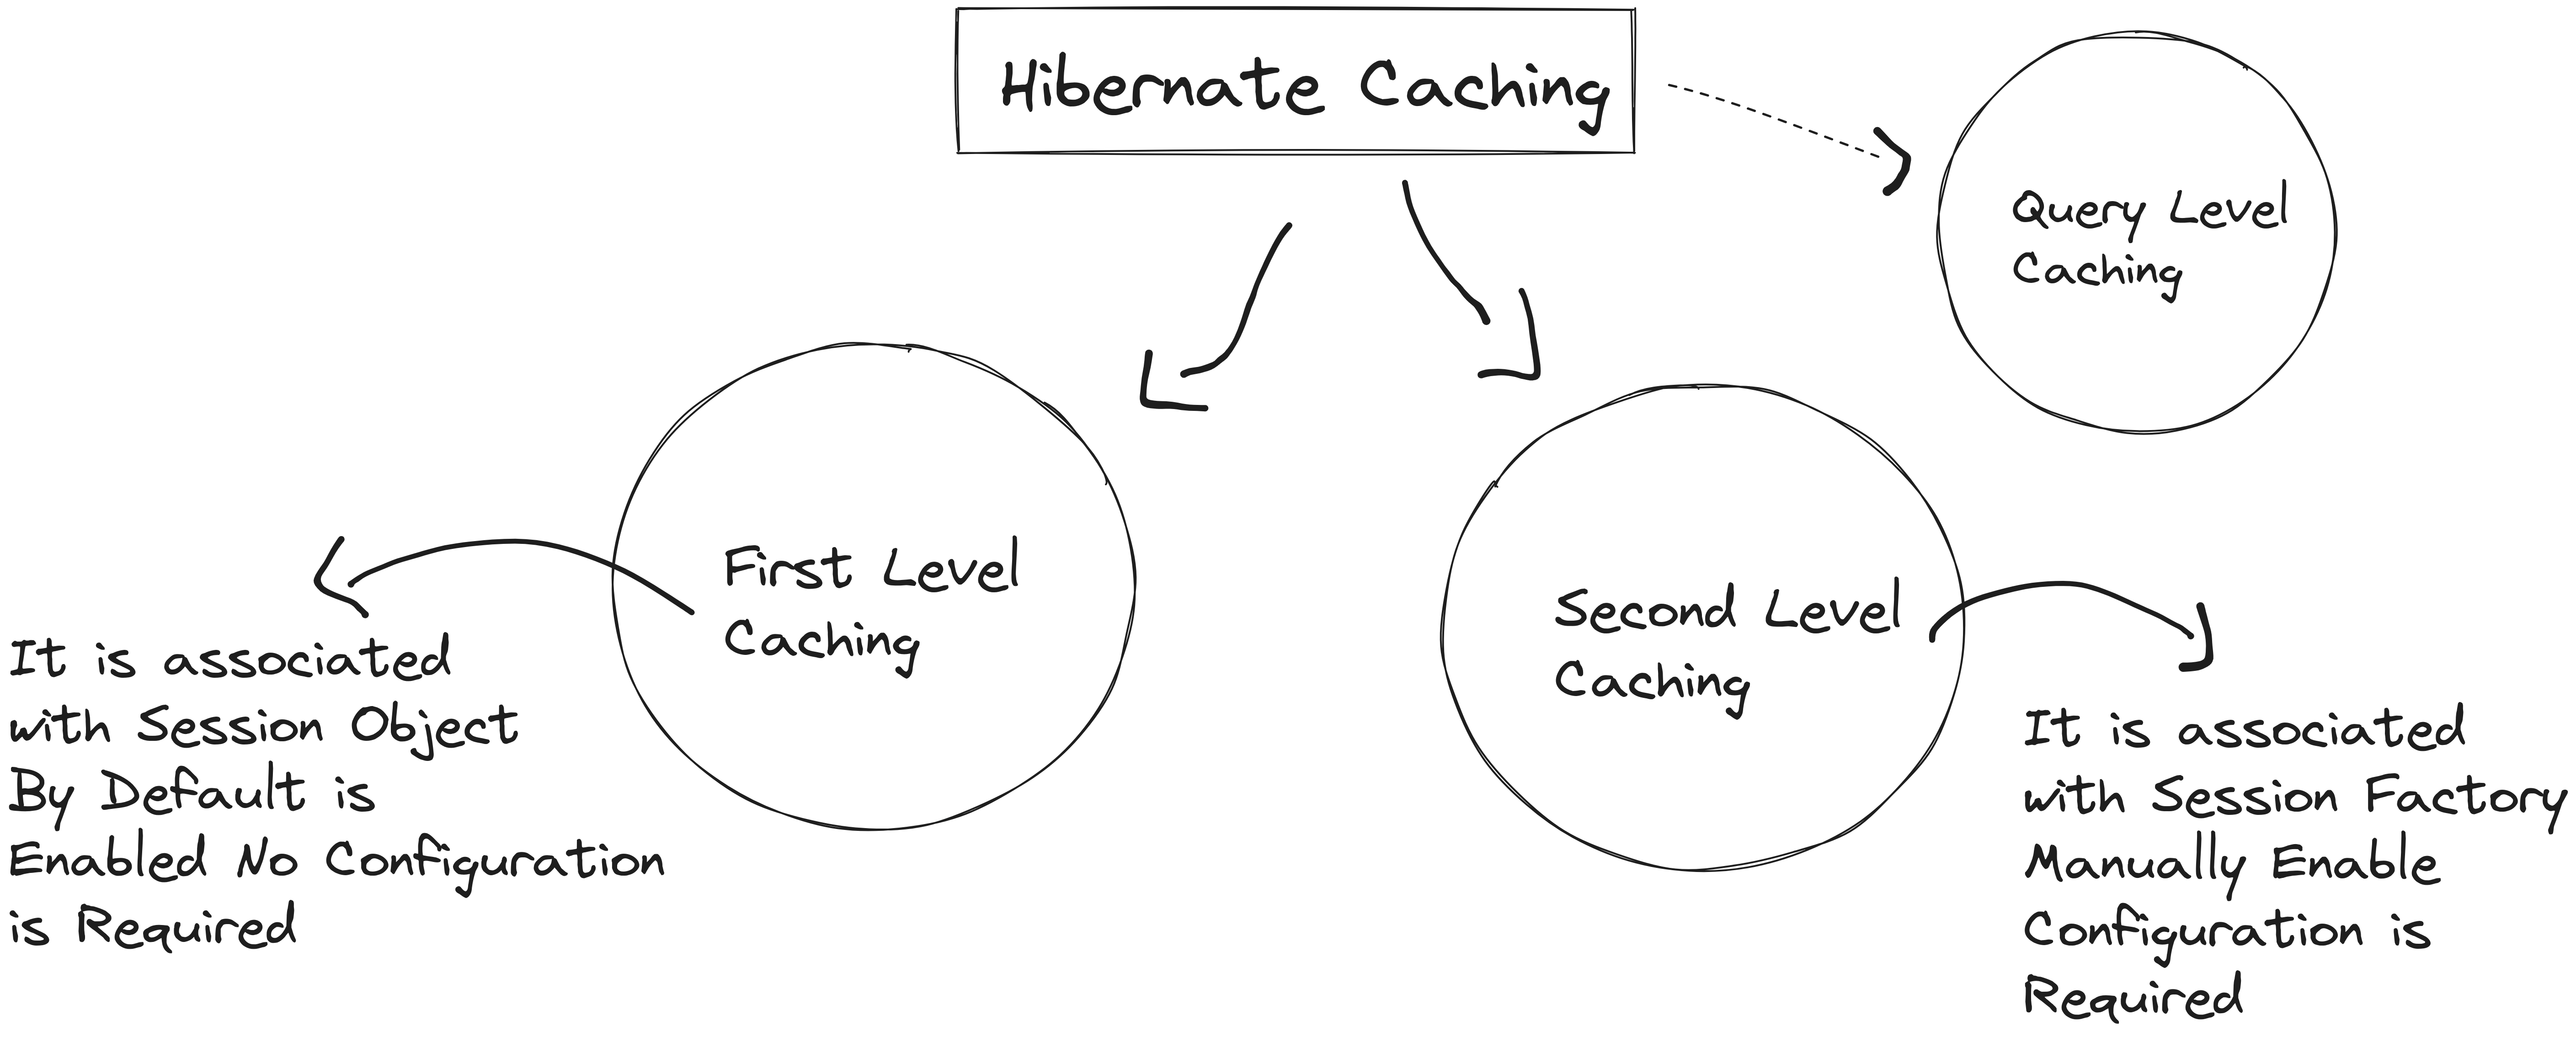 Hibernate Caching
Query Level
Caching
First Level
Caching
Second Level
Caching
It is associated
with Session Object
By Default is
Enabled No Configuration
is Required
It is associated
with Session Factory
Manually Enable
Configuration is
Required